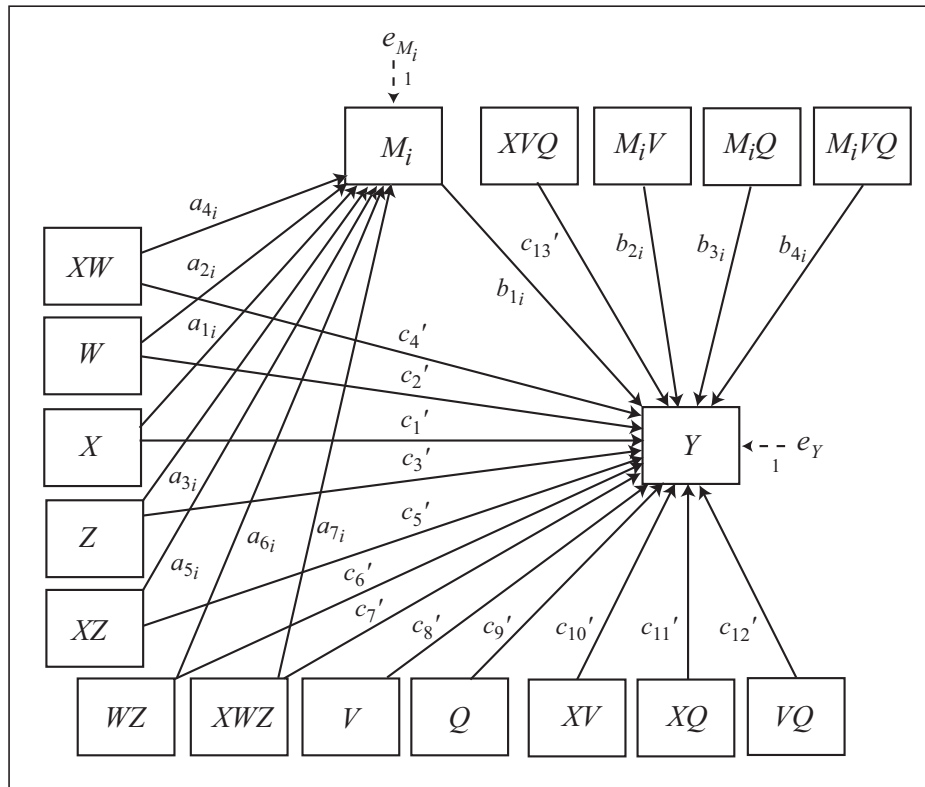 e_{M_i}
1
M_i
XVQ
M_iV
M_iQ
M_iVQ
a_{4i}
XW
a_{2i}
c_{13}′
b_{2i}
b_{3i}
b_{4i}
b_{1i}
a_{1i}
W
c_4′
c_2′
X
c_1′
Y
e_Y
1
c_3′
a_{3i}
Z
c_5′
a_{5i}
a_{6i}
a_{7i}
c_6′
XZ
c_7′
c_8′
c_9′
c_{10}′
c_{11}′
c_{12}′
WZ
XWZ
V
Q
XV
XQ
VQ